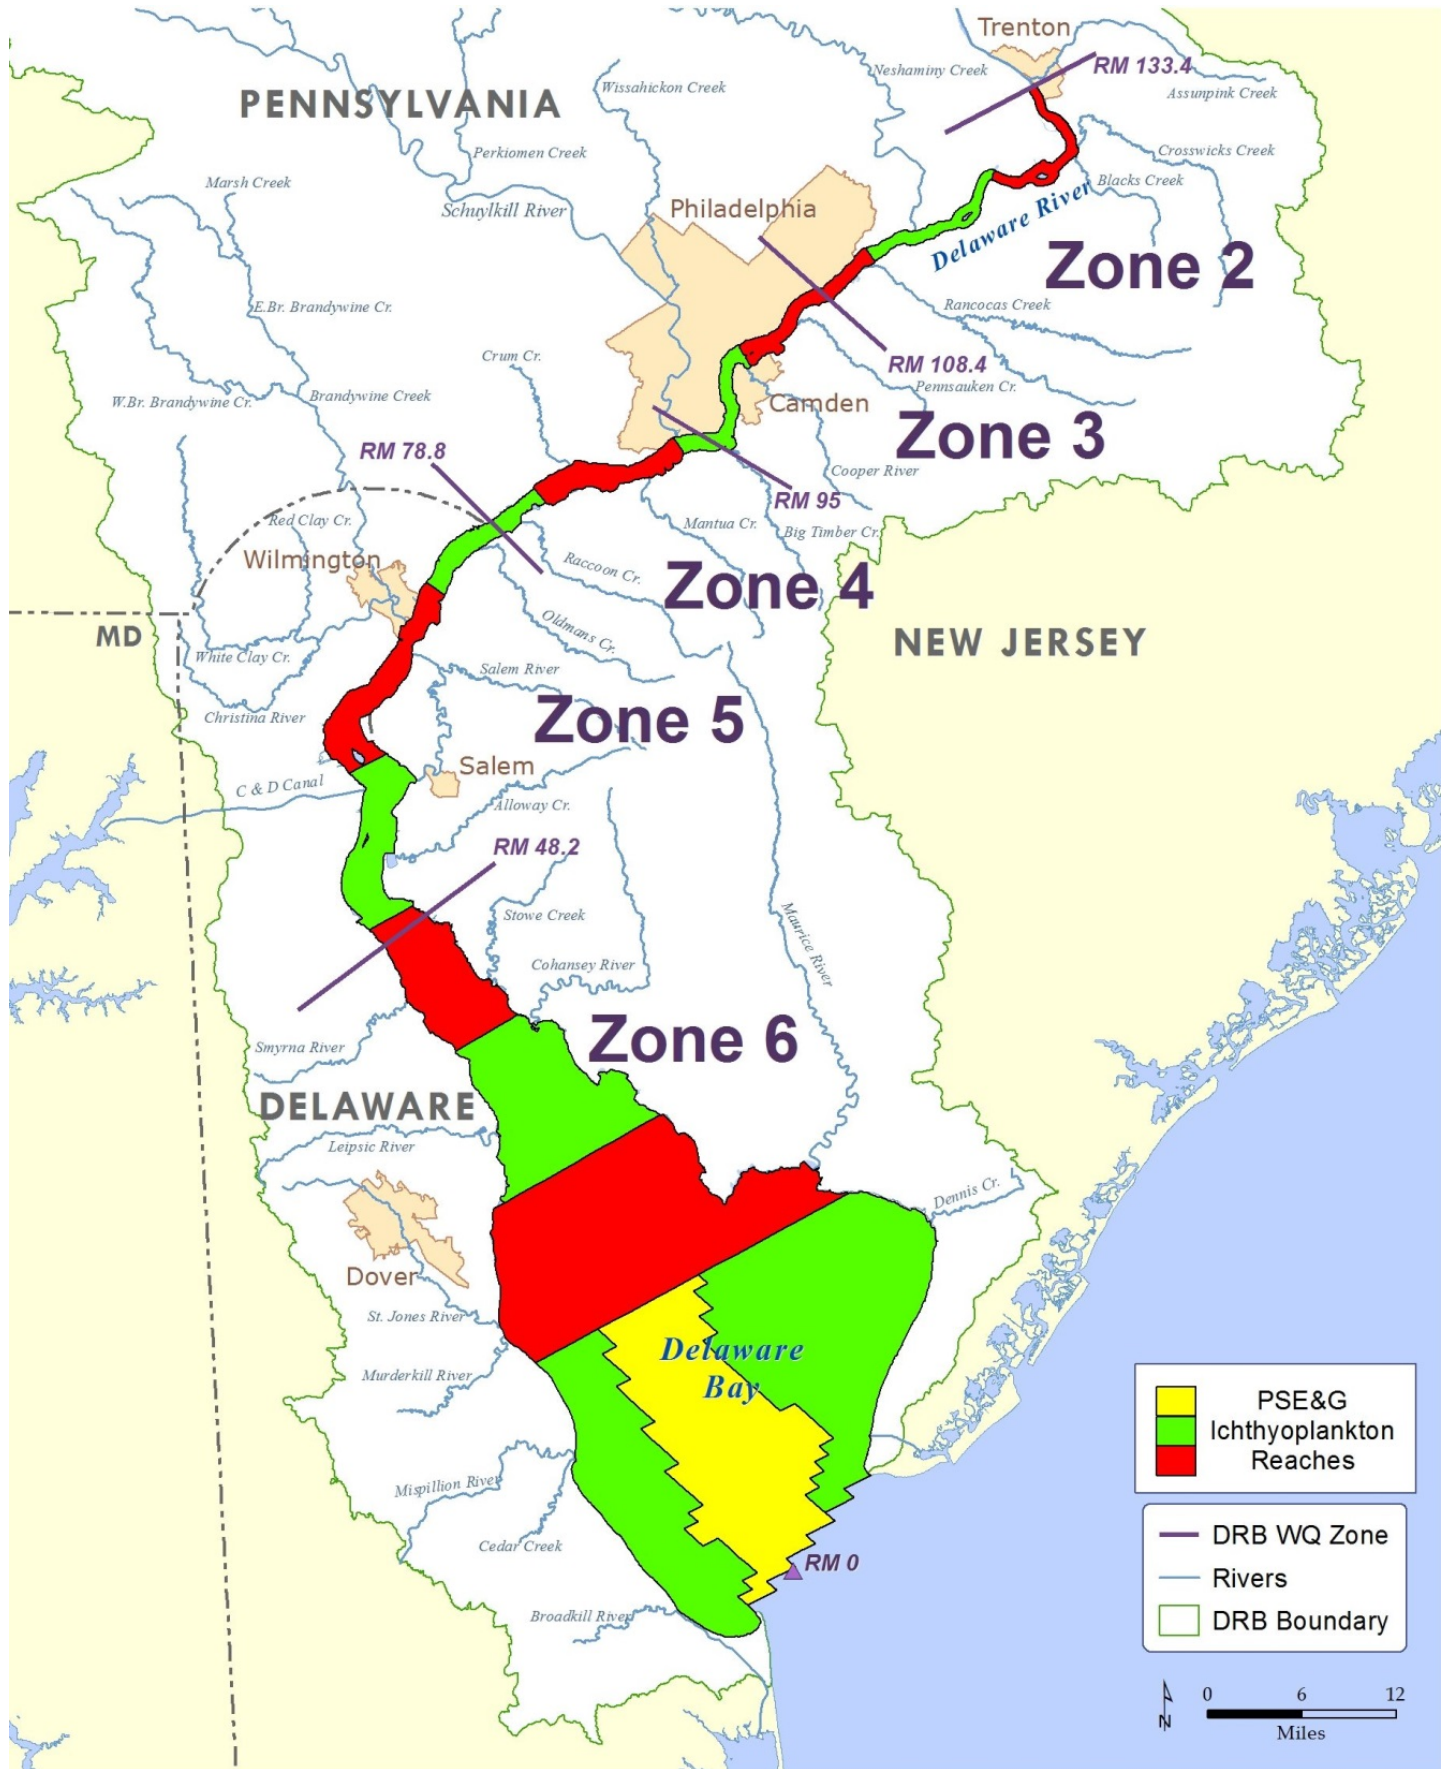 Trenton
RM 133.4
Neshaminy Creek
Assunpink Creek
Wissahickon Creek
PENNSYLVANIA
Perkiomen Creek
Crosswicks Creek
Marsh Creek
Blacks Creek
Schuylkill River
Philadelphia
Delaware River
Zone 2
E.Br. Brandywine Cr.
Rancocas Creek
Crum Cr.
RM 108.4
Pennsauken Cr.
W.Br. Brandywine Cr.
Brandywine Creek
Camden
Zone 3
RM 78.8
Cooper River
RM 95
Red Clay Cr.
Mantua Cr.
Big Timber Cr.
Wilmington
Raccoon Cr.
Zone 4
MD
Oldmans Cr.
NEW JERSEY
White Clay Cr.
Salem River
Christina River
Zone 5
Salem
C & D Canal
Alloway Cr.
RM 48.2
Stowe Creek
Maurice River
Cohansey River
Smyrna River
Zone 6
DELAWARE
Leipsic River
Dennis Cr.
Dover
St. Jones River
Delaware
Bay
Murderkill River
Mispillion River
Cedar Creek
RM 0
Broadkill River
PSE&G
Ichthyoplankton
Reaches
DRB WQ Zone
Rivers
DRB Boundary
N
0 6 12
Miles